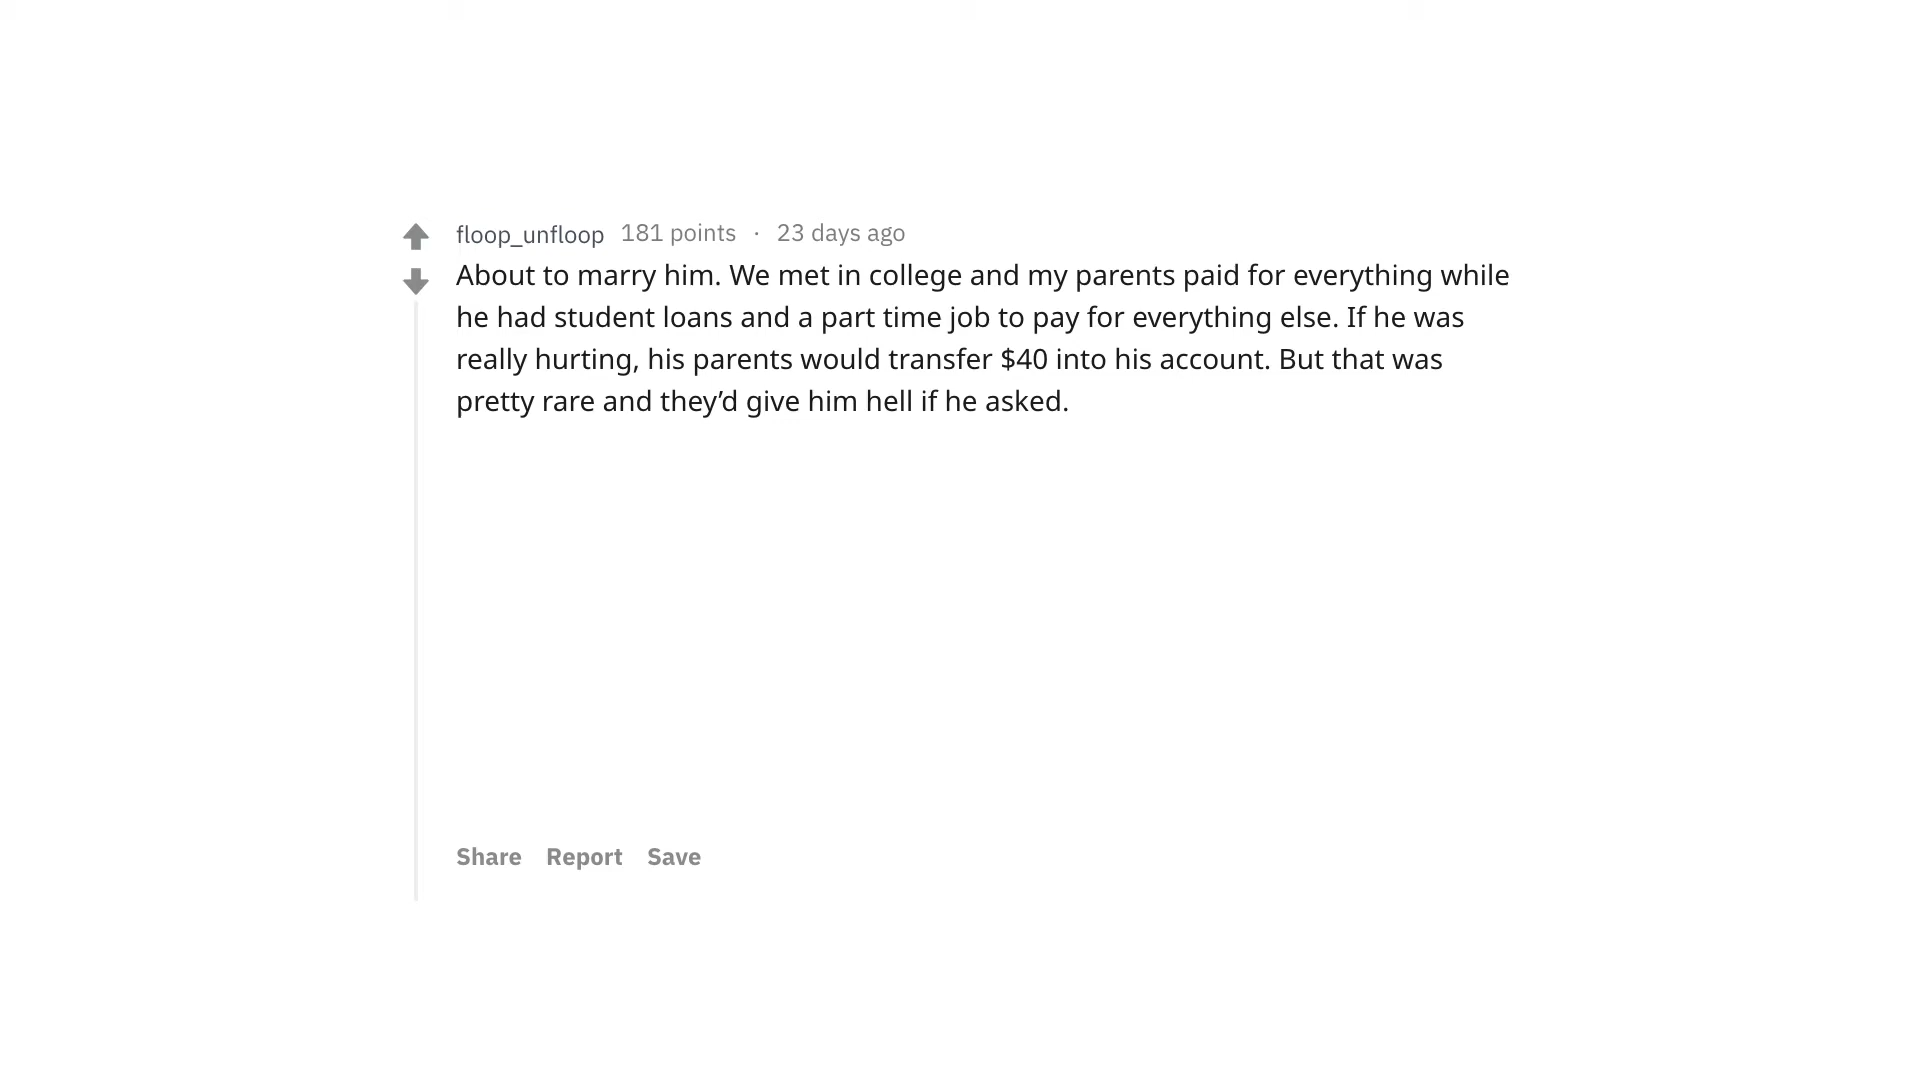 floop_unfloop 181 points · 23 days ago
About to marry him. We met in college and my parents paid for everything while
he had student loans and a part time job to pay for everything else. If he was
really hurting, his parents would transfer $40 into his account. But that was
pretty rare and they’d give him hell if he asked.
Share Report Save